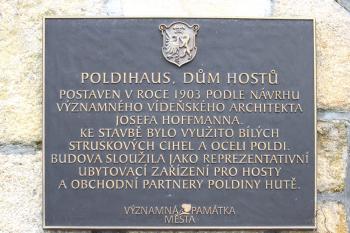 POLDIHAUS, DŮM HOSTŮ
POSTAVEN V ROCE 1903 PODLE NÁVRHU
VÝZNAMNÉHO VÍDEŇSKÉHO ARCHITEKTA
JOSEFA HOFFMANNA.
KE STAVBĚ BYLO VYUŽITO BÍLÝCH
STRUSKOVÝCH CIHEL A OCELI POLDI.
BUDOVA SLOUŽILA JAKO REPREZENTATIVNÍ
UBYTOVACÍ ZAŘÍZENÍ PRO HOSTY
A OBCHODNÍ PARTNERY POLDINY HUTĚ.
VÝZNAMNÁ PAMÁTKA
MĚSTA